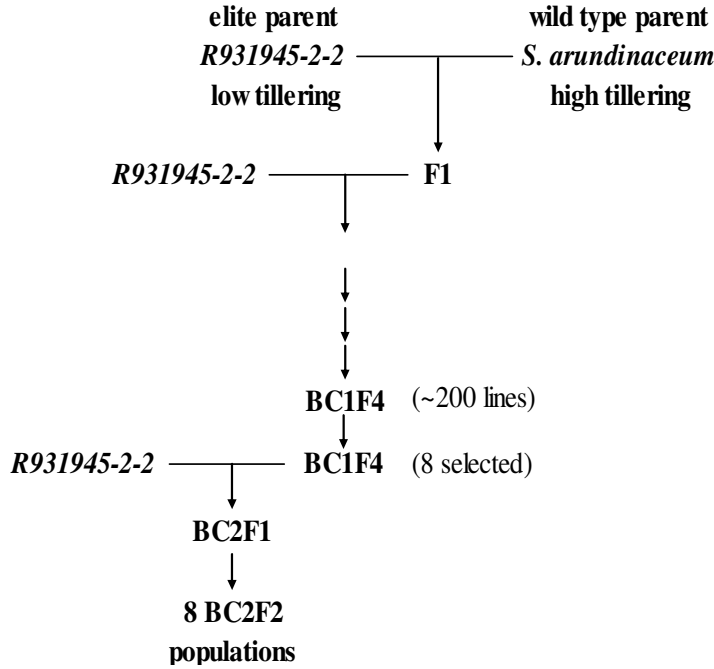 elite parent wild type parent
R931945-2-2 S. arundinaceum
low tillering high tillering
R931945-2-2 F1
BC1F4 (~200 lines)
R931945-2-2 BC1F4 (8 selected)
BC2F1
8 BC2F2
populations